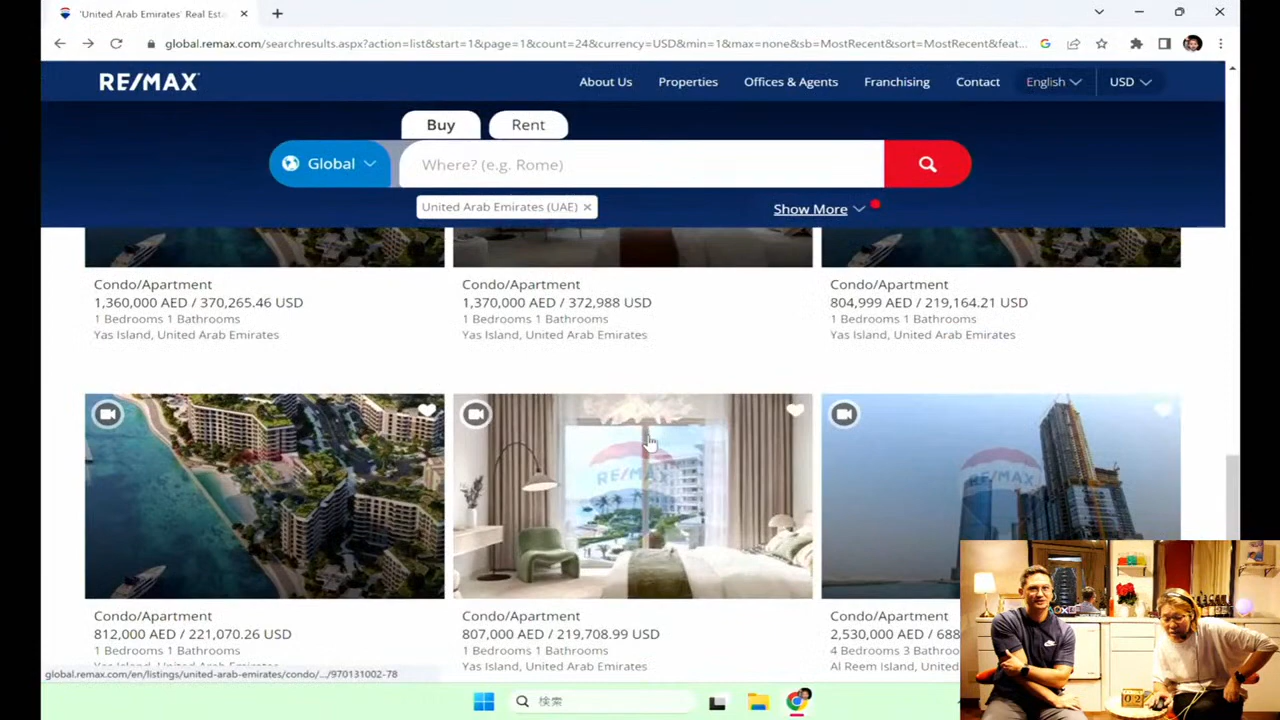 'United Arab Emirates' Real Est
global.remax.com/searchresults.aspx?action=list&start=1&page=1&count=24&currency=USD&min=1&max=none&sb=MostRecent&sort=MostRecent&feat...
RE/MAX
About Us
Properties
Offices & Agents
Franchising
Contact
English
USD
Buy
Rent
Global
Where? (e.g. Rome)
United Arab Emirates (UAE)
Show More
Condo/Apartment
1,360,000 AED / 370,265.46 USD
1 Bedrooms 1 Bathrooms
Yas Island, United Arab Emirates
Condo/Apartment
1,370,000 AED / 372,988 USD
1 Bedrooms 1 Bathrooms
Yas Island, United Arab Emirates
Condo/Apartment
804,999 AED / 219,164.21 USD
1 Bedrooms 1 Bathrooms
Yas Island, United Arab Emirates
RE/MAX
RE/MAX
Condo/Apartment
812,000 AED / 221,070.26 USD
1 Bedrooms 1 Bathrooms
Yas Island, United Arab Emirates
Condo/Apartment
807,000 AED / 219,708.99 USD
1 Bedrooms 1 Bathrooms
Yas Island, United Arab Emirates
Condo/Apartment
2,530,000 AED / 688
4 Bedrooms 3 Bathroom
Al Reem Island, United
global.remax.com/en/listings/united-arab-emirates/condo/.../970131002-78
検索